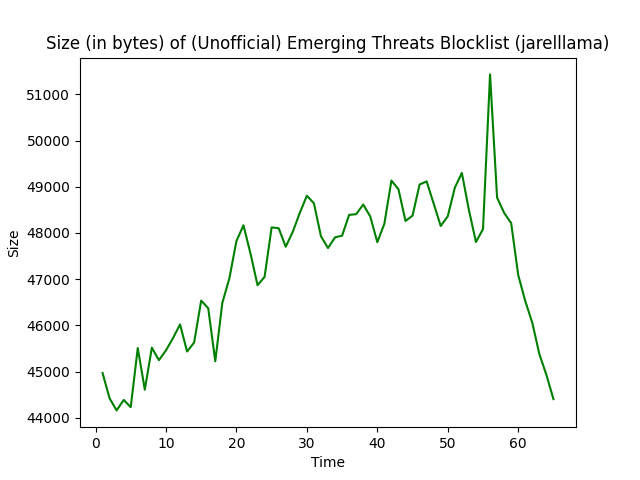 Size (in bytes) of (Unofficial) Emerging Threats Blocklist (jarelllama)
51000
50000
49000
48000
47000
46000
45000
44000
Size
0 10 20 30 40 50 60
Time